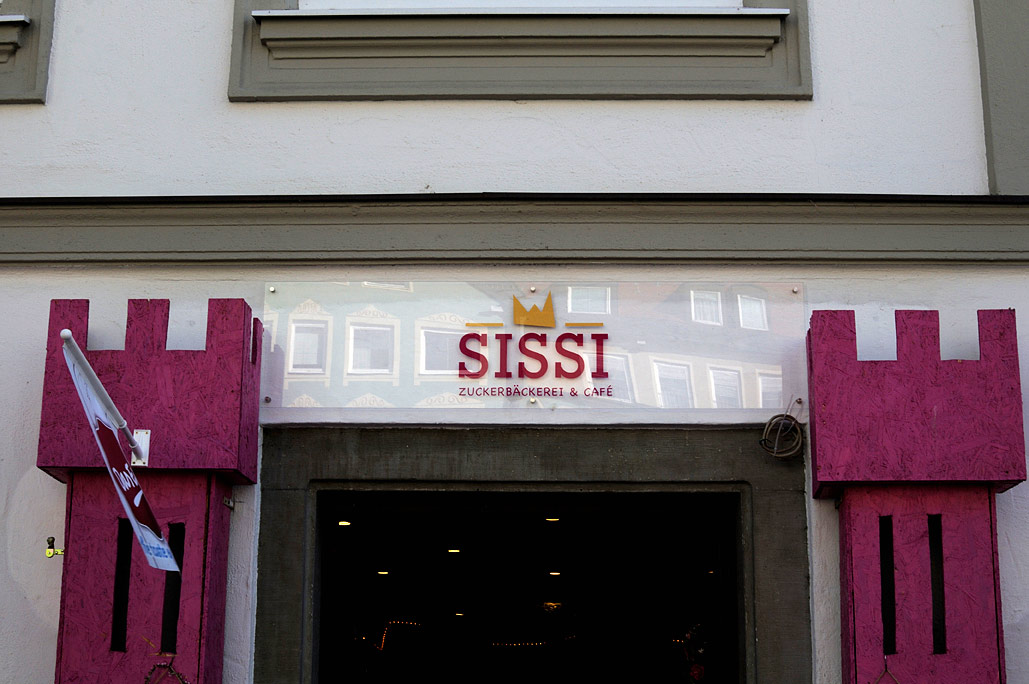 SISSI
ZUCKERBÄCKEREI & CAFÉ